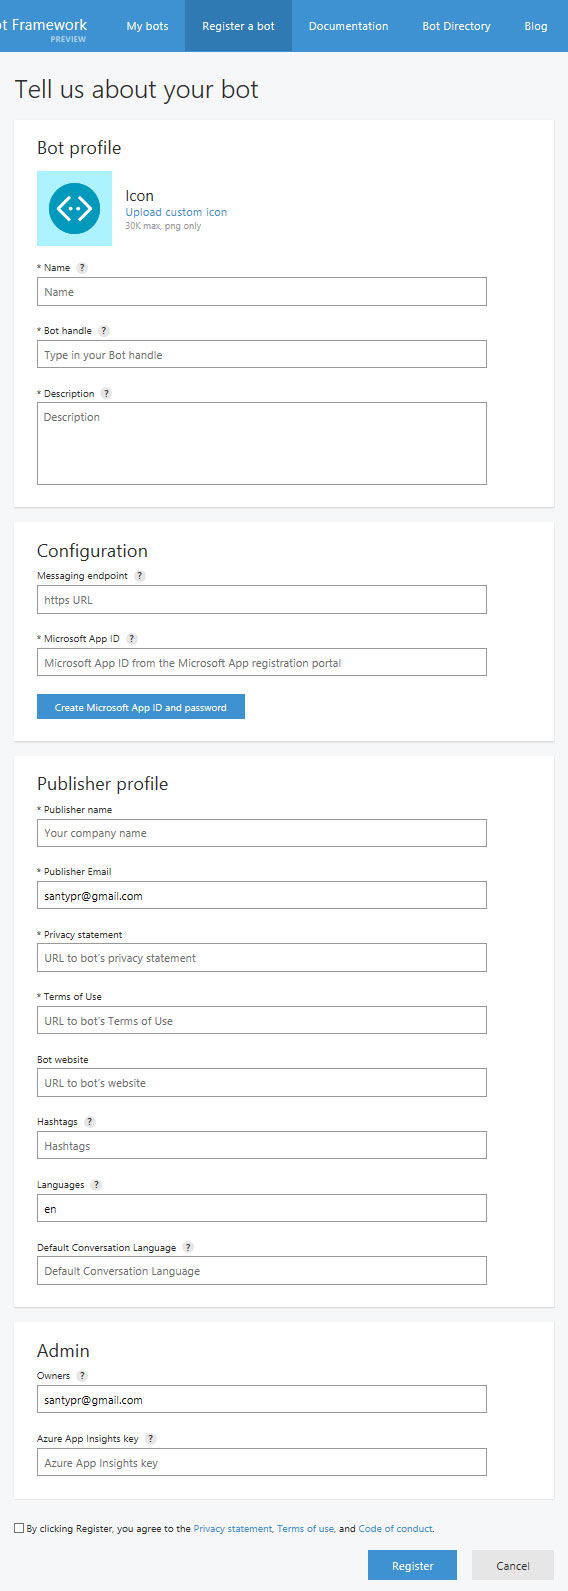 t Framework
PREVIEW
My bots
Register a bot
Documentation
Bot Directory
Blog
Tell us about your bot
Bot profile
Icon
Upload custom icon
30K max, png only
* Name ?
Name
* Bot handle ?
Type in your Bot handle
* Description ?
Description
Configuration
Messaging endpoint ?
https URL
* Microsoft App ID ?
Microsoft App ID from the Microsoft App registration portal
Create Microsoft App ID and password
Publisher profile
* Publisher name
Your company name
* Publisher Email
santypr@gmail.com
* Privacy statement
URL to bot's privacy statement
* Terms of Use
URL to bot's Terms of Use
Bot website
URL to bot's website
Hashtags ?
Hashtags
Languages ?
en
Default Conversation Language ?
Default Conversation Language
Admin
Owners ?
santypr@gmail.com
Azure App Insights key ?
Azure App Insights key
By clicking Register, you agree to the Privacy statement, Terms of use, and Code of conduct.
Register
Cancel